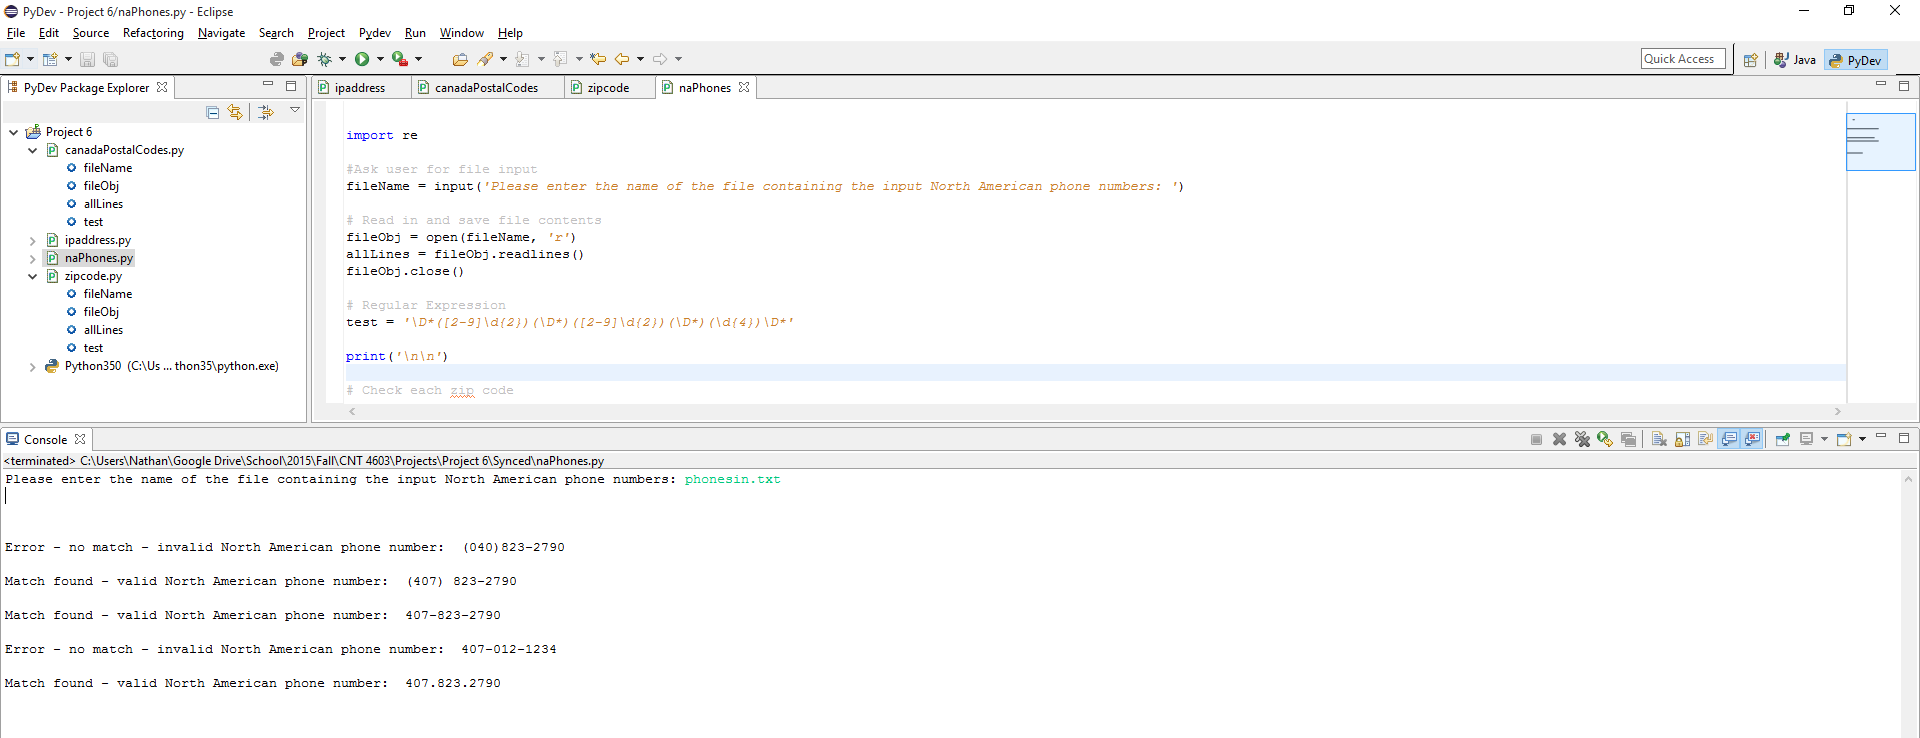 PyDev - Project 6/naPhones.py - Eclipse
File Edit Source Refactoring Navigate Search Project Pydev Run Window Help
Quick Access Java PyDev
PyDev Package Explorer
ipaddress canadaPostalCodes zipcode naPhones
Project 6
canadaPostalCodes.py
fileName
fileObj
allLines
test
ipaddress.py
naPhones.py
zipcode.py
fileName
fileObj
allLines
test
Python350 (C:\Us ... thon35\python.exe)
import re
#Ask user for file input
fileName = input('Please enter the name of the file containing the input North American phone numbers: ')
# Read in and save file contents
fileObj = open(fileName, 'r')
allLines = fileObj.readlines()
fileObj.close()
# Regular Expression
test = '\D*([2-9]\d{2})(\D*)([2-9]\d{2})(\D*)(\d{4})\D*'
print('\n\n')
# Check each zip code
Console
<terminated> C:\Users\Nathan\Google Drive\School\2015\Fall\CNT 4603\Projects\Project 6\Synced\naPhones.py
Please enter the name of the file containing the input North American phone numbers: phonesin.txt
Error - no match - invalid North American phone number:  (040)823-2790
Match found - valid North American phone number:  (407) 823-2790
Match found - valid North American phone number:  407-823-2790
Error - no match - invalid North American phone number:  407-012-1234
Match found - valid North American phone number:  407.823.2790